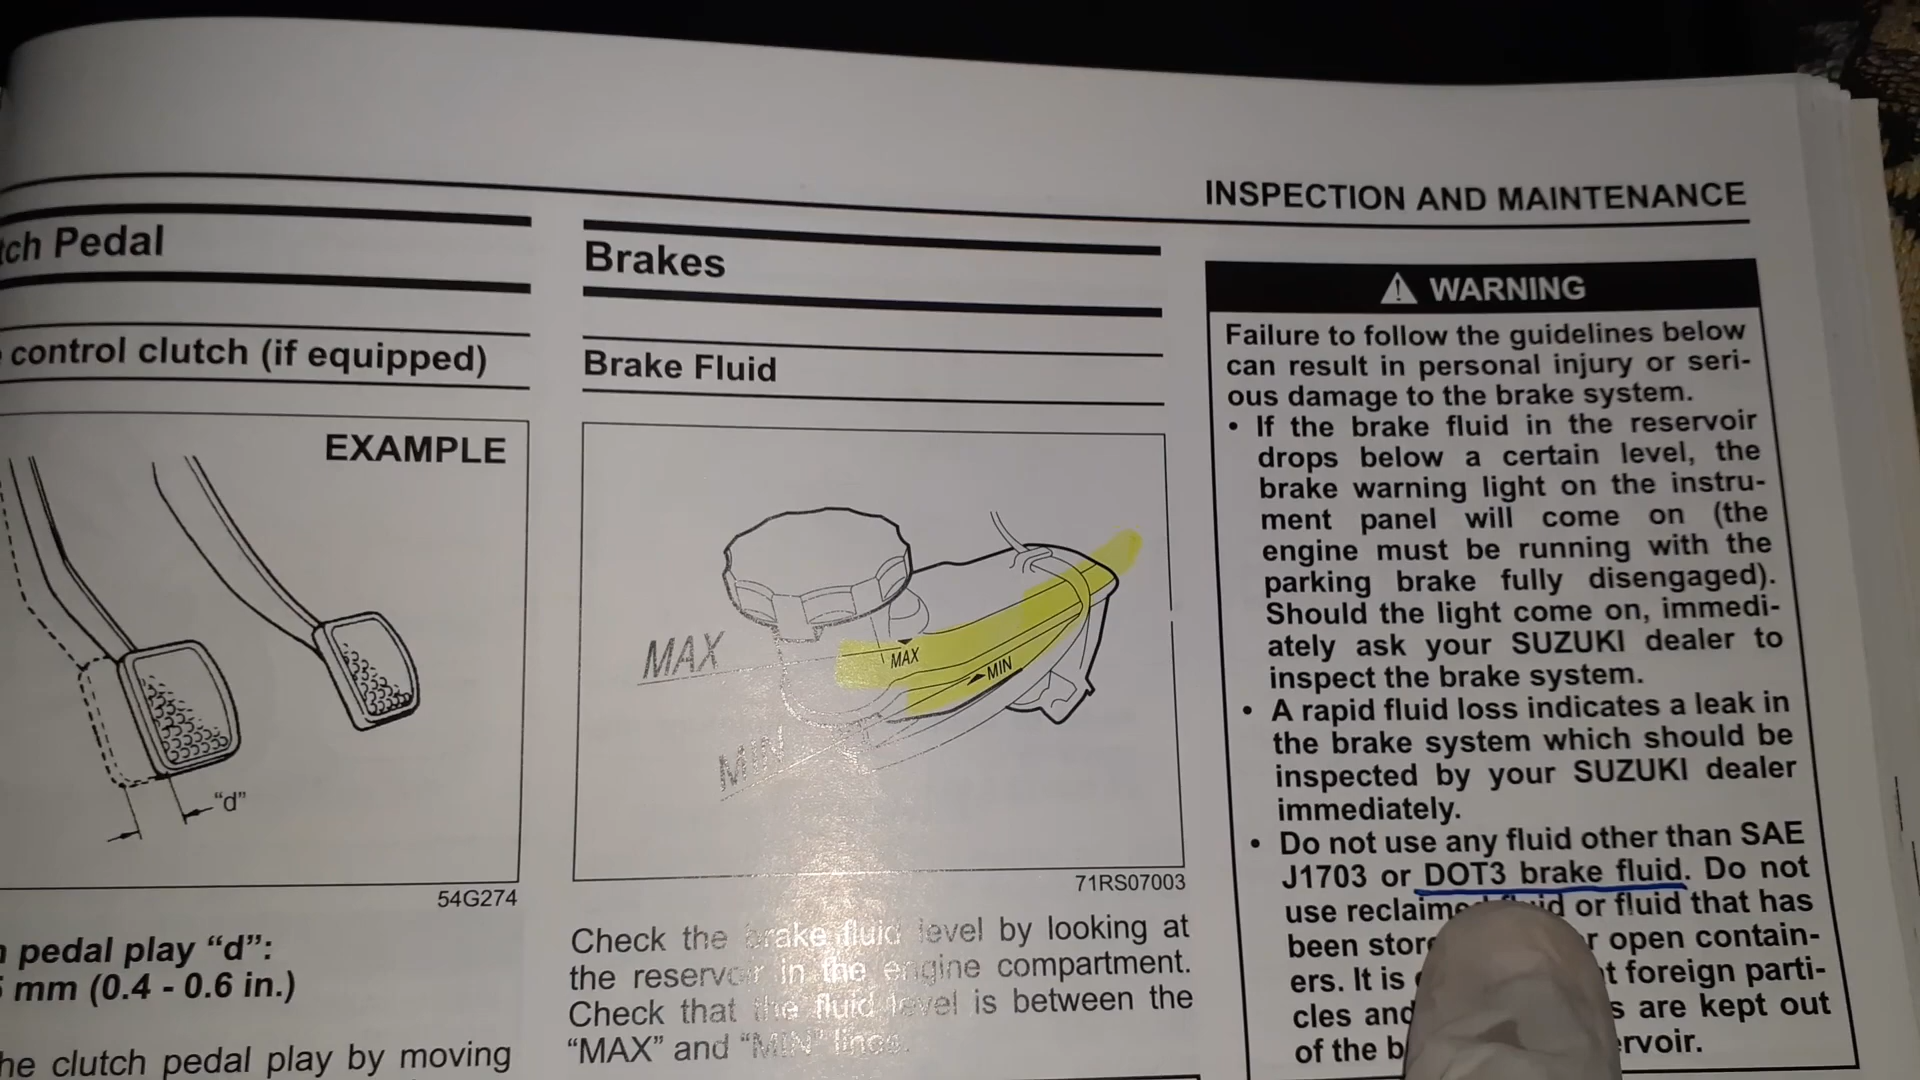 INSPECTION AND MAINTENANCE
tch Pedal
control clutch (if equipped)
EXAMPLE
"d"
54G274
pedal play "d":
mm (0.4 - 0.6 in.)
he clutch pedal play by moving
Brakes
Brake Fluid
MAX
MAX
MIN
MIN
71RS07003
Check the brake fluid level by looking at
the reservoir in the engine compartment.
Check that the fluid level is between the
"MAX" and "MIN" lines.
WARNING
Failure to follow the guidelines below
can result in personal injury or seri-
ous damage to the brake system.
• If the brake fluid in the reservoir
drops below a certain level, the
brake warning light on the instru-
ment panel will come on (the
engine must be running with the
parking brake fully disengaged).
Should the light come on, immedi-
ately ask your SUZUKI dealer to
inspect the brake system.
• A rapid fluid loss indicates a leak in
the brake system which should be
inspected by your SUZUKI dealer
immediately.
• Do not use any fluid other than SAE
J1703 or DOT3 brake fluid. Do not
use reclaimed fluid or fluid that has
been open contain-
ers. It is foreign parti-
cles are kept out
of the